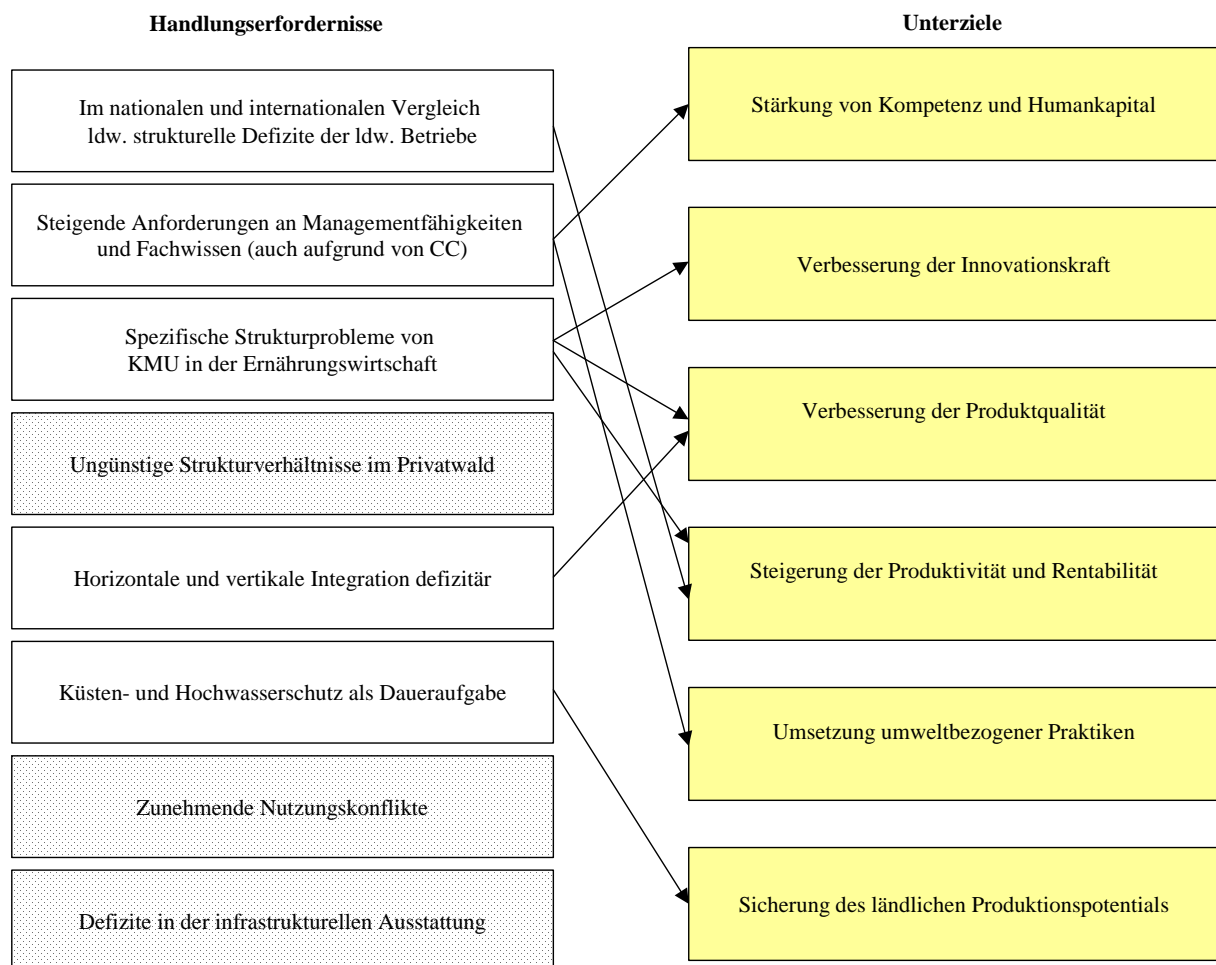 Handlungserfordernisse
Im nationalen und internationalen Vergleich
ldw. strukturelle Defizite der ldw. Betriebe
Steigende Anforderungen an Managementfähigkeiten
und Fachwissen (auch aufgrund von CC)
Spezifische Strukturprobleme von
KMU in der Ernährungswirtschaft
Ungünstige Strukturverhältnisse im Privatwald
Horizontale und vertikale Integration defizitär
Küsten- und Hochwasserschutz als Daueraufgabe
Zunehmende Nutzungskonflikte
Defizite in der infrastrukturellen Ausstattung
Unterziele
Stärkung von Kompetenz und Humankapital
Verbesserung der Innovationskraft
Verbesserung der Produktqualität
Steigerung der Produktivität und Rentabilität
Umsetzung umweltbezogener Praktiken
Sicherung des ländlichen Produktionspotentials